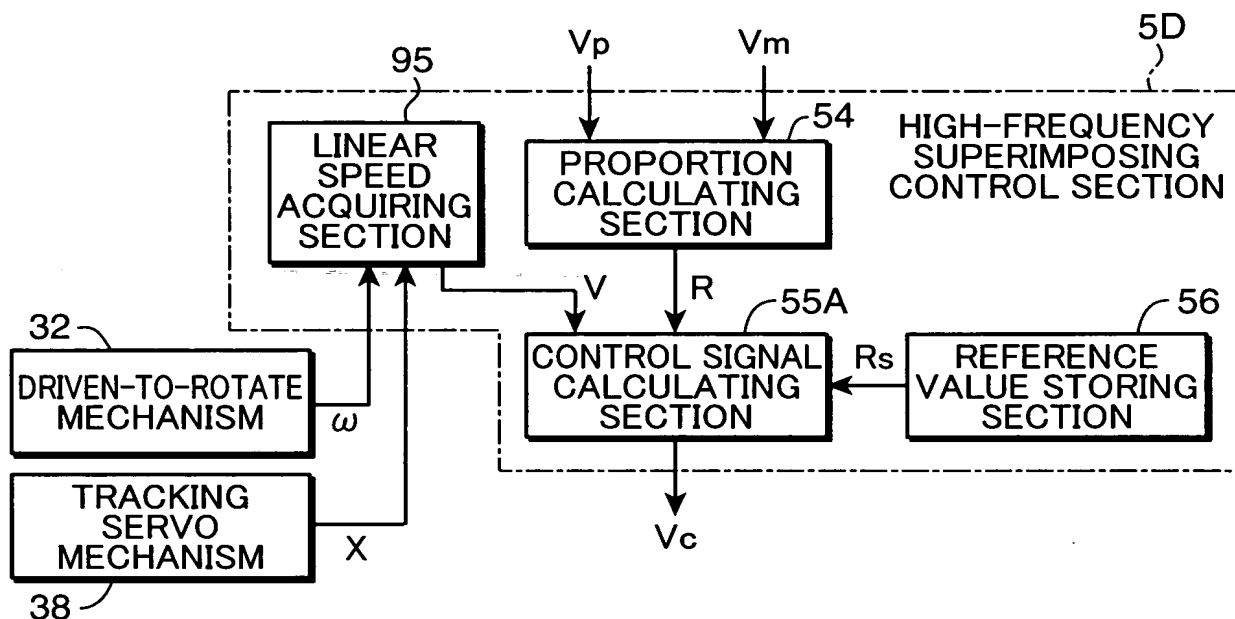 5D
Vp
Vm
95
54
LINEAR
SPEED
ACQUIRING
SECTION
PROPORTION
CALCULATING
SECTION
HIGH-FREQUENCY
SUPERIMPOSING
CONTROL SECTION
V
R
55A
56
32
DRIVEN-TO-ROTATE
MECHANISM
ω
CONTROL SIGNAL
CALCULATING
SECTION
Rs
REFERENCE
VALUE STORING
SECTION
TRACKING
SERVO
MECHANISM
X
Vc
38